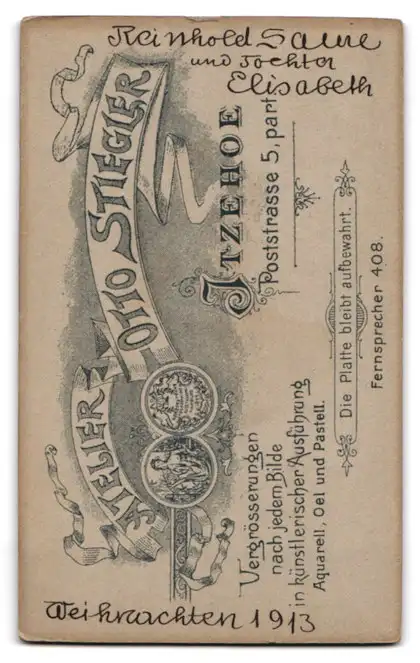 Reinhold Saure
und Tochter
Elisabeth
ATELIER
OTTO STIEGLER
ITZEHOE
Poststrasse 5, part.
Vergrösserungen
nach jedem Bilde
in künstlerischer Ausführung
Aquarell, Oel und Pastell.
Die Platte bleibt aufbewahrt.
Fernsprecher 408.
Weihnachten 1913